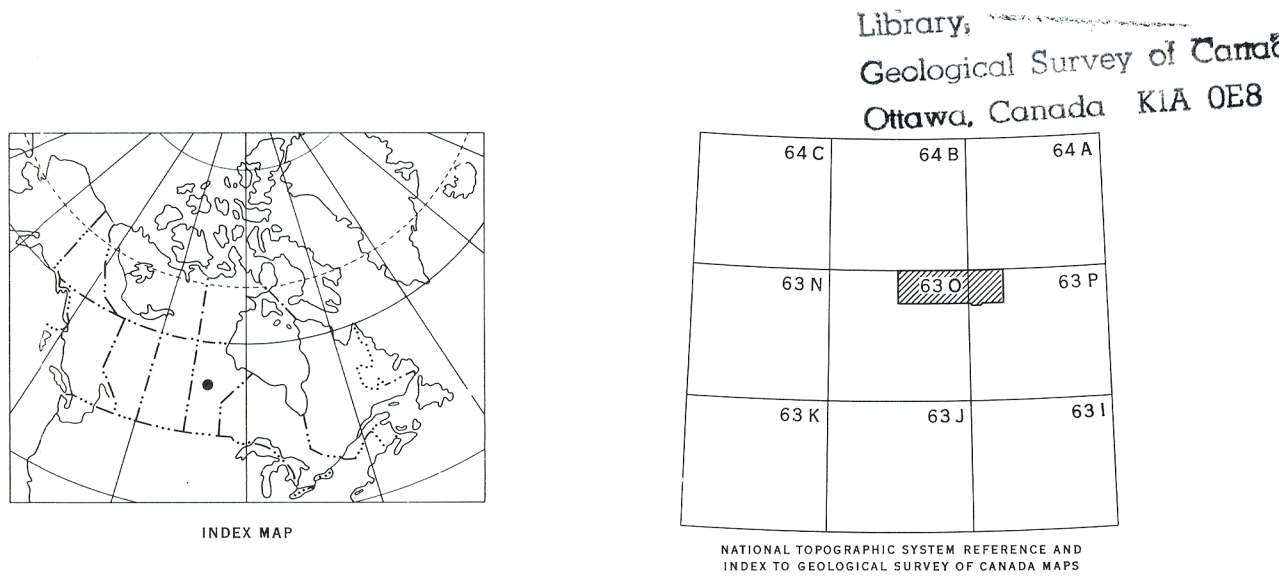 Library,
Geological Survey of Canad
Ottawa, Canada K1A 0E8
64 C
64 B
64 A
63 N
63 O
63 P
63 K
63 J
63 I
INDEX MAP
NATIONAL TOPOGRAPHIC SYSTEM REFERENCE AND
INDEX TO GEOLOGICAL SURVEY OF CANADA MAPS